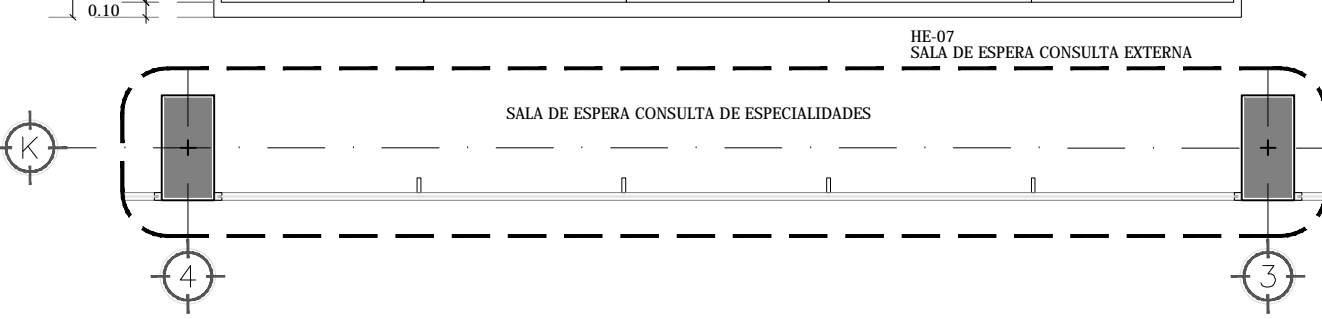 0.10
HE-07
SALA DE ESPERA CONSULTA EXTERNA
SALA DE ESPERA CONSULTA DE ESPECIALIDADES
K
4
3